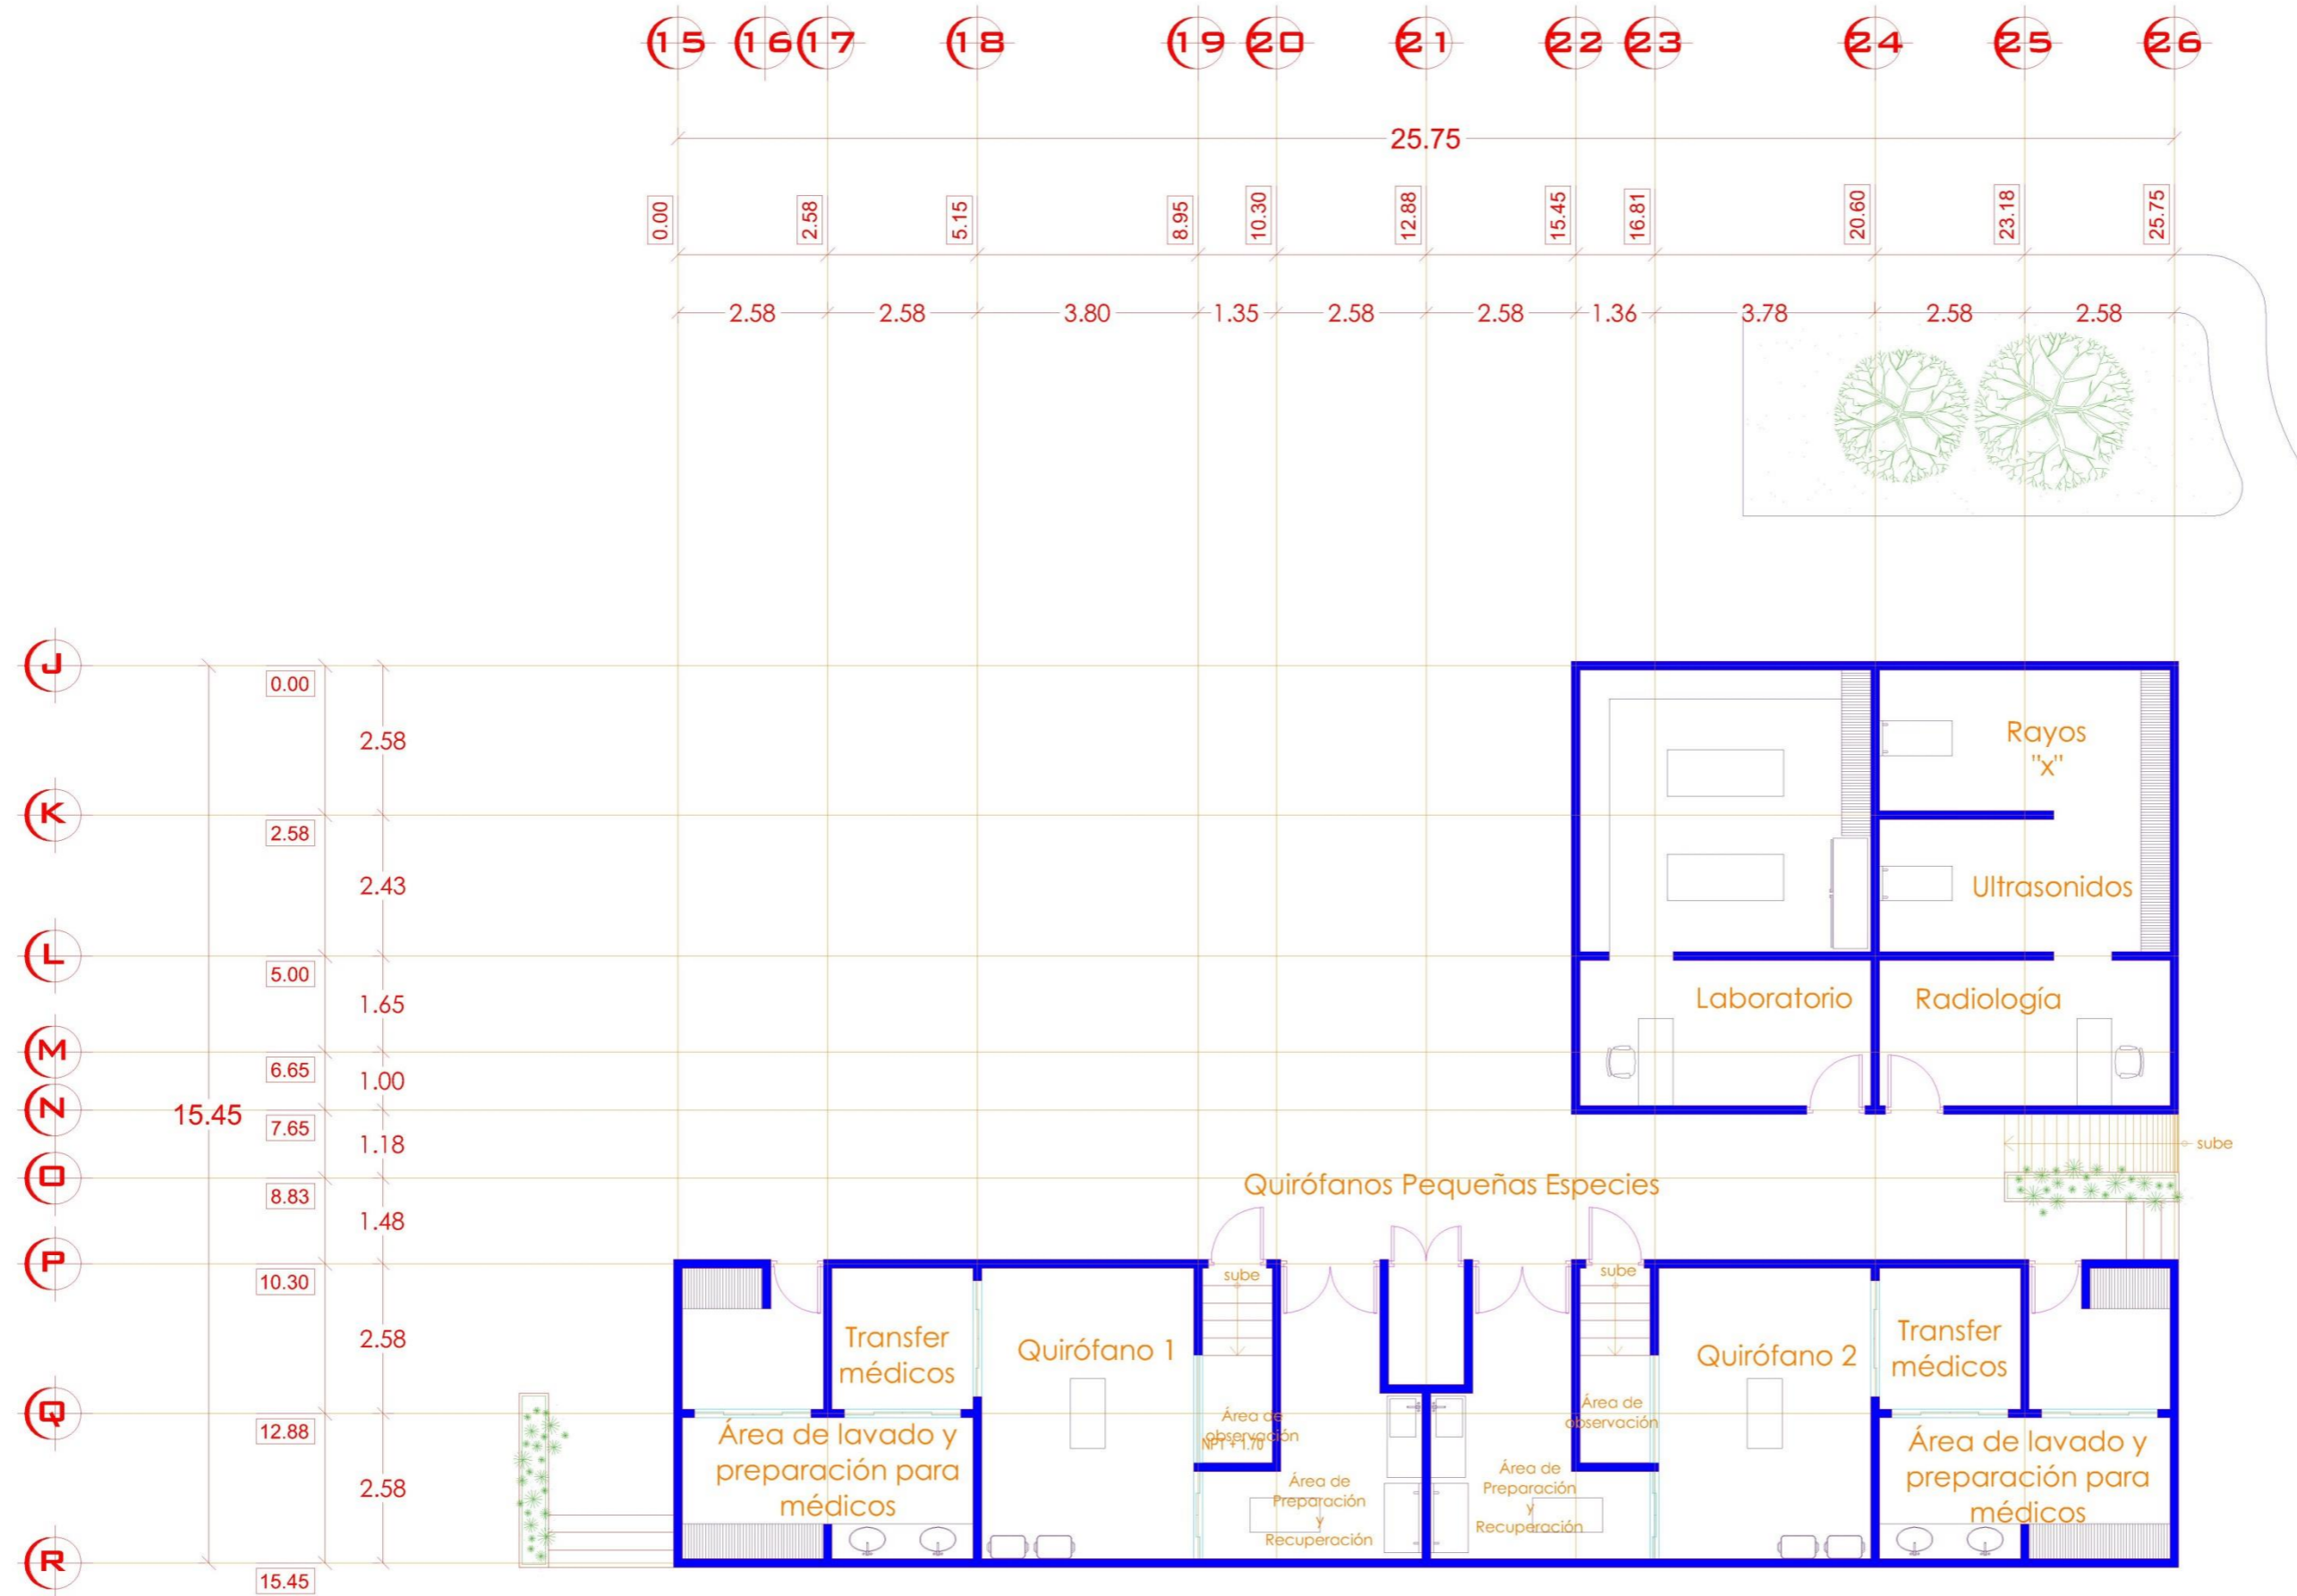 15 16 17 18 19 20 21 22 23 24 25 26
25.75
0.00 2.58 5.15 8.95 10.30 12.88 15.45 16.81 20.60 23.18 25.75
2.58 2.58 3.80 1.35 2.58 2.58 1.36 3.78 2.58 2.58
J
0.00
2.58
K
2.58
2.43
L
5.00
1.65
M
6.65
1.00
N
15.45
7.65
1.18
O
8.83
1.48
P
10.30
2.58
Q
12.88
2.58
R
15.45
Rayos
"x"
Ultrasonidos
Laboratorio
Radiología
sube
Quirófanos Pequeñas Especies
sube
sube
Transfer
médicos
Quirófano 1
Quirófano 2
Transfer
médicos
Área de lavado y
preparación para
médicos
Área de
observación
NPT + 1.70
Área de
Preparación
y
Recuperación
Área de
Preparación
y
Recuperación
Área de
observación
Área de lavado y
preparación para
médicos